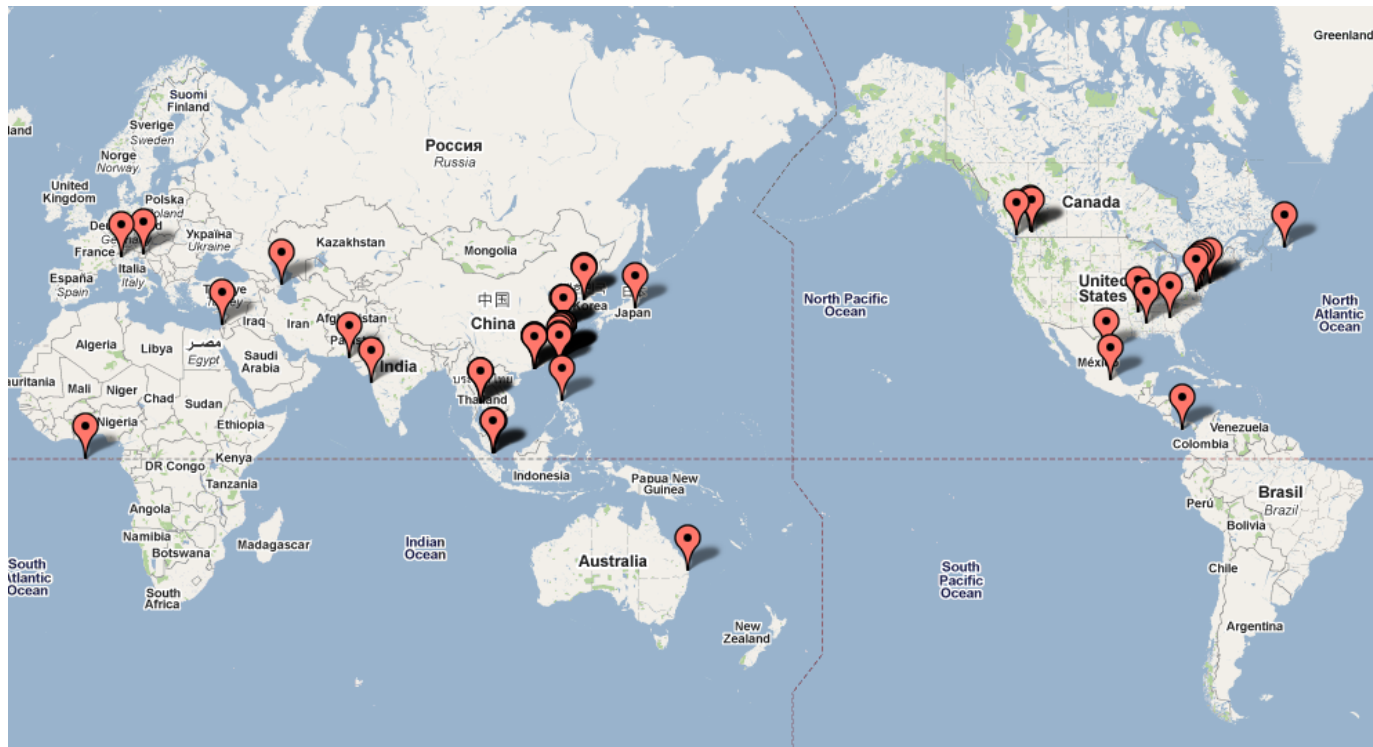 Greenland
Suomi
Finland
Sverige
Sweden
Norge
Norway
Россия
Russia
United
Kingdom
Polska
Україна
Ukraine
France
Italia
Italy
España
Spain
Kazakhstan
Mongolia
中国
China
Korea
Japan
Iraq
Iran
Algeria
Libya
مصر
Egypt
Saudi
Arabia
India
Mali
Niger
Chad
Sudan
Nigeria
Ethiopia
DR Congo
Kenya
Tanzania
Angola
Namibia
Botswana
Madagascar
South
Africa
South
Atlantic
Ocean
Indian
Ocean
Thailand
Indonesia
Papua New
Guinea
Australia
New
Zealand
North Pacific
Ocean
South
Pacific
Ocean
Canada
United
States
México
North
Atlantic
Ocean
Venezuela
Colombia
Perú
Brasil
Brazil
Bolivia
Chile
Argentina